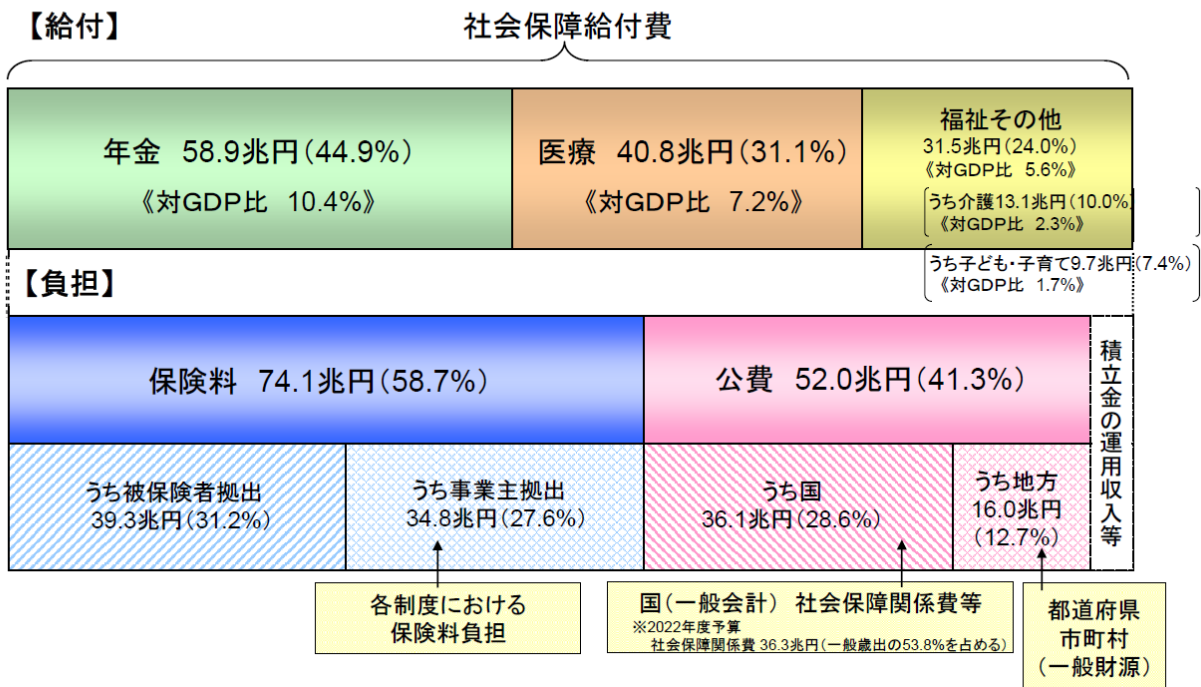 【給付】
社会保障給付費
年金 58.9兆円(44.9%)
《対GDP比 10.4%》
医療 40.8兆円(31.1%)
《対GDP比 7.2%》
福祉その他
31.5兆円(24.0%)
《対GDP比 5.6%》
うち介護13.1兆円(10.0%)
《対GDP比 2.3%》
うち子ども・子育て9.7兆円(7.4%)
《対GDP比 1.7%》
【負担】
保険料 74.1兆円(58.7%)
公費 52.0兆円(41.3%)
積立金の運用収入等
うち被保険者拠出
39.3兆円(31.2%)
うち事業主拠出
34.8兆円(27.6%)
うち国
36.1兆円(28.6%)
うち地方
16.0兆円
(12.7%)
各制度における
保険料負担
国(一般会計) 社会保障関係費等
※2022年度予算
社会保障関係費 36.3兆円(一般歳出の53.8%を占める)
都道府県
市町村
(一般財源)